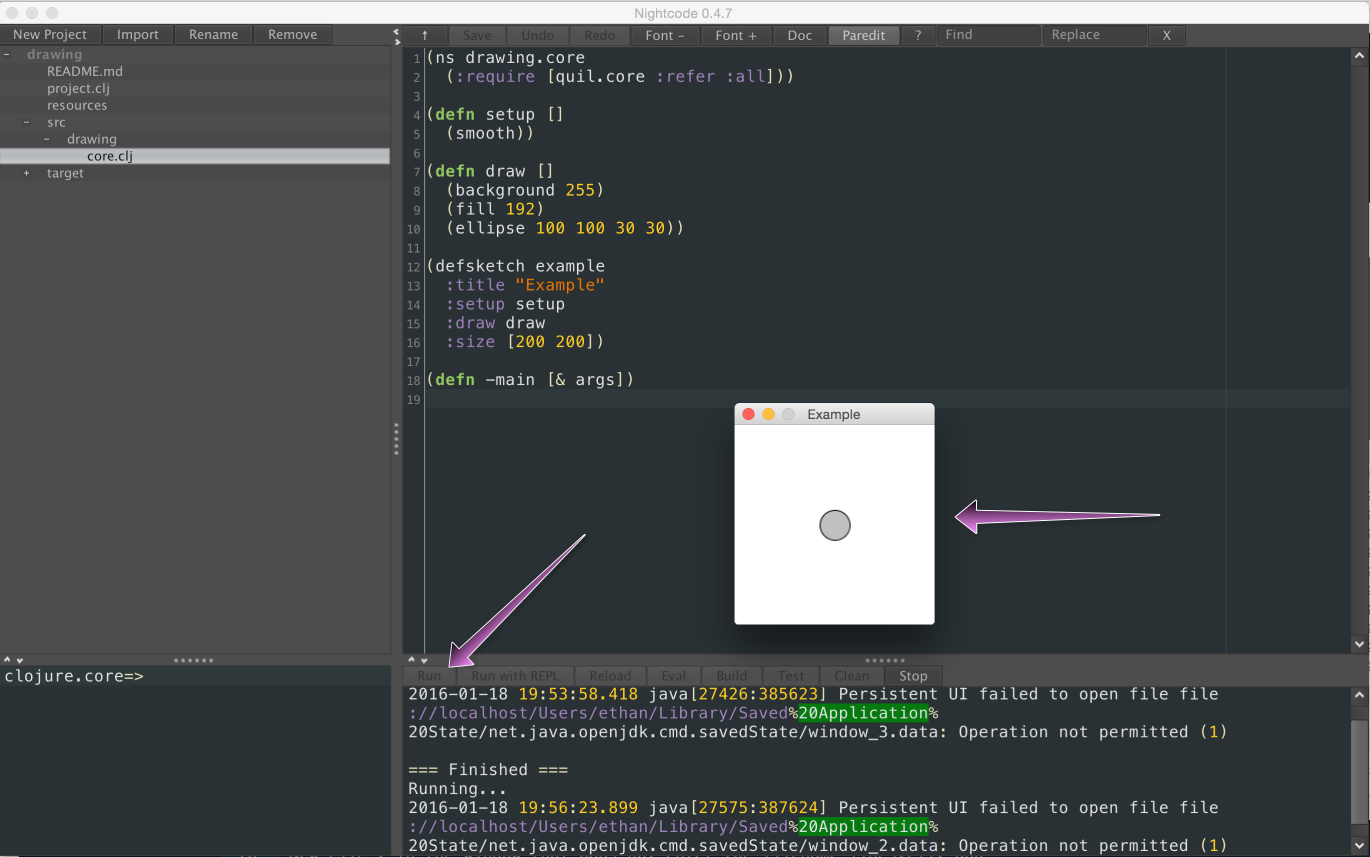 Nightcode 0.4.7
New Project Import Rename Remove
↑ Save Undo Redo Font - Font + Doc Paredit ? Find Replace X
- drawing
README.md
project.clj
resources
- src
- drawing
core.clj
+ target
1 (ns drawing.core
2 (:require [quil.core :refer :all]))
3
4 (defn setup []
5 (smooth))
6
7 (defn draw []
8 (background 255)
9 (fill 192)
10 (ellipse 100 100 30 30))
11
12 (defsketch example
13 :title "Example"
14 :setup setup
15 :draw draw
16 :size [200 200])
17
18 (defn -main [& args])
19
Example
clojure.core=>
Run Run with REPL Reload Eval Build Test Clean Stop
2016-01-18 19:53:58.418 java[27426:385623] Persistent UI failed to open file file
://localhost/Users/ethan/Library/Saved%20Application%
20State/net.java.openjdk.cmd.savedState/window_3.data: Operation not permitted (1)
=== Finished ===
Running...
2016-01-18 19:56:23.899 java[27575:387624] Persistent UI failed to open file file
://localhost/Users/ethan/Library/Saved%20Application%
20State/net.java.openjdk.cmd.savedState/window_2.data: Operation not permitted (1)